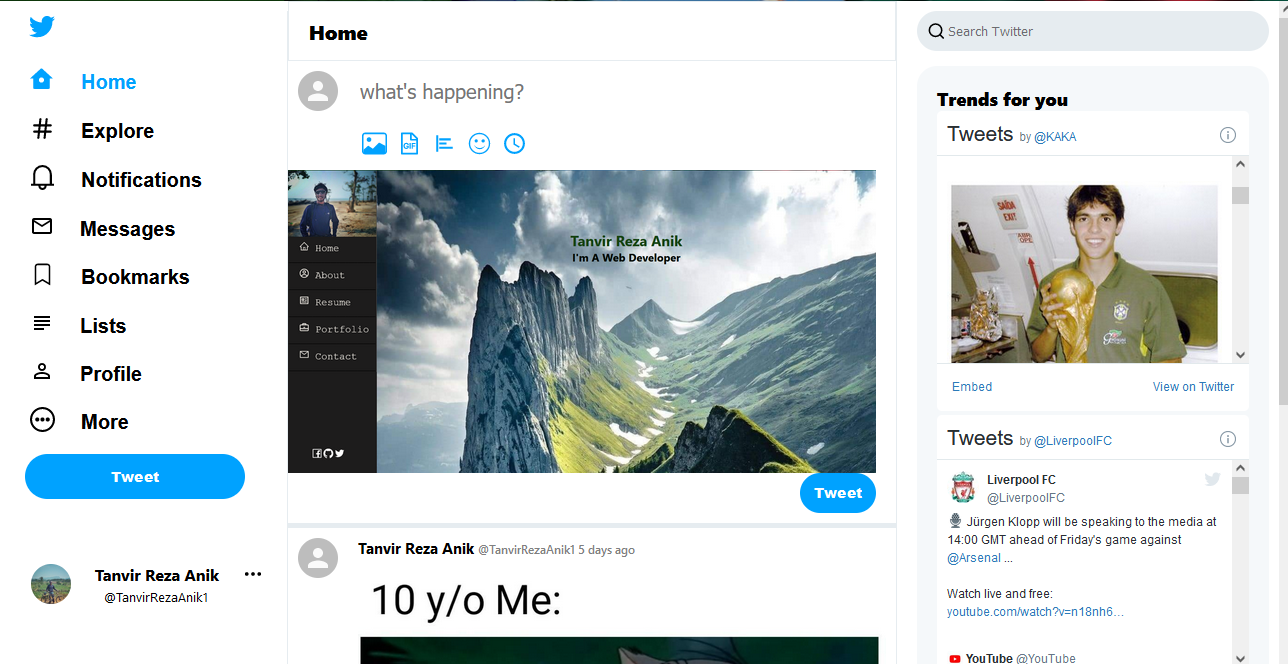 Home
Explore
Notifications
Messages
Bookmarks
Lists
Profile
More
Tweet
Tanvir Reza Anik
@TanvirRezaAnik1
Home
what's happening?
GIF
Tanvir Reza Anik
I'm A Web Developer
Home
About
Resume
Portfolio
Contact
Tweet
Tanvir Reza Anik @TanvirRezaAnik1 5 days ago
10 y/o Me:
Search Twitter
Trends for you
Tweets by @KAKA
SAÍDA
EXIT
Embed
View on Twitter
Tweets by @LiverpoolFC
Liverpool FC
@LiverpoolFC
🎙 Jürgen Klopp will be speaking to the media at
14:00 GMT ahead of Friday's game against
@Arsenal ...
Watch live and free:
youtube.com/watch?v=n18nh6…
YouTube @YouTube